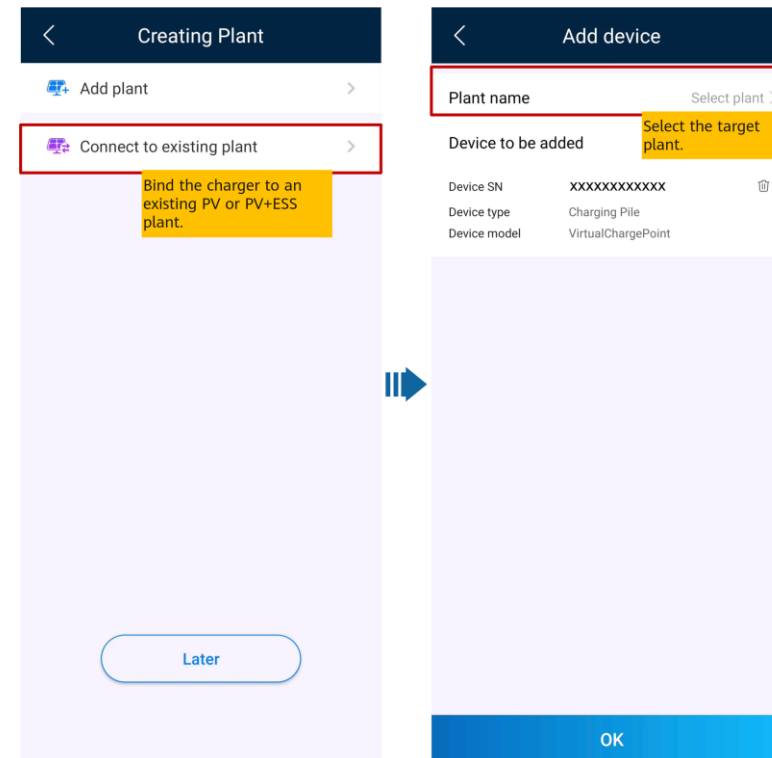 Creating Plant
Add plant
Connect to existing plant
Bind the charger to an
existing PV or PV+ESS
plant.
Later
Add device
Plant name
Select plant
Select the target
plant.
Device to be added
Device SN XXXXXXXXXXXX
Device type Charging Pile
Device model VirtualChargePoint
OK